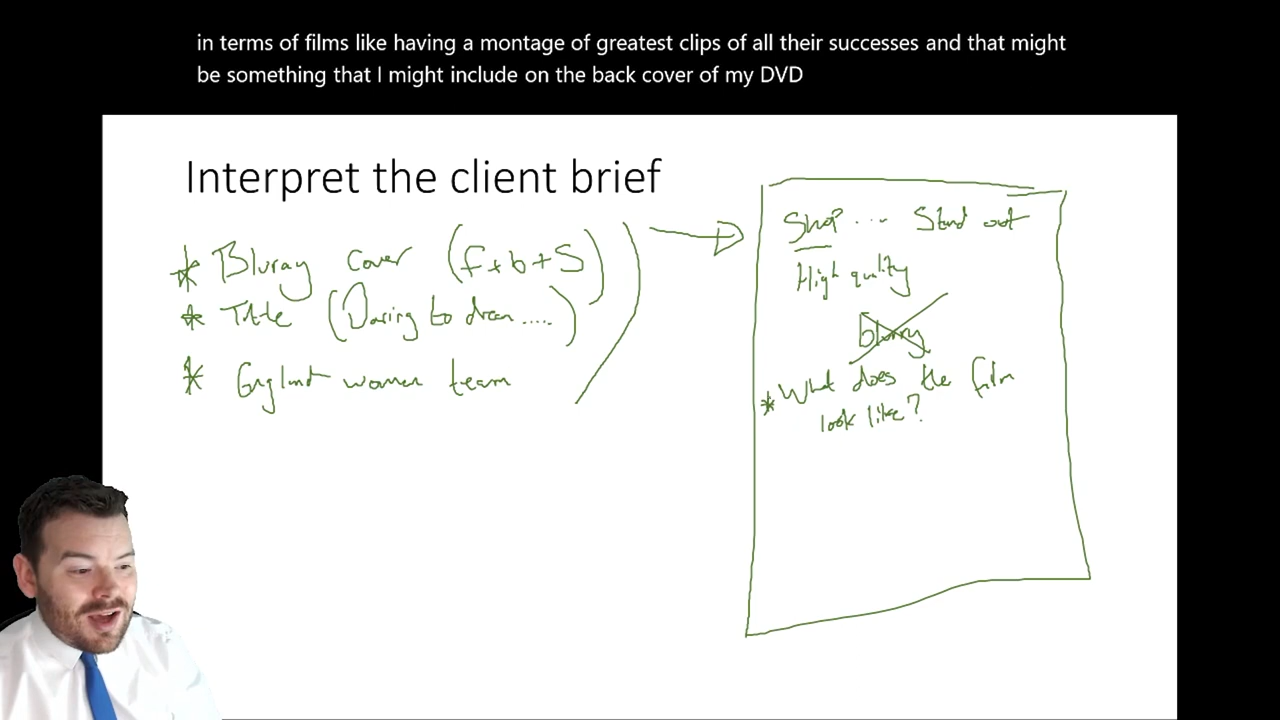 in terms of films like having a montage of greatest clips of all their successes and that might
be something that I might include on the back cover of my DVD
Interpret the client brief
* Bluray cover (f+b+S)
* Title (Daring to dream.....)
* England women team
Shop ... Stand out
High quality
blurry
* What does the film
look like?